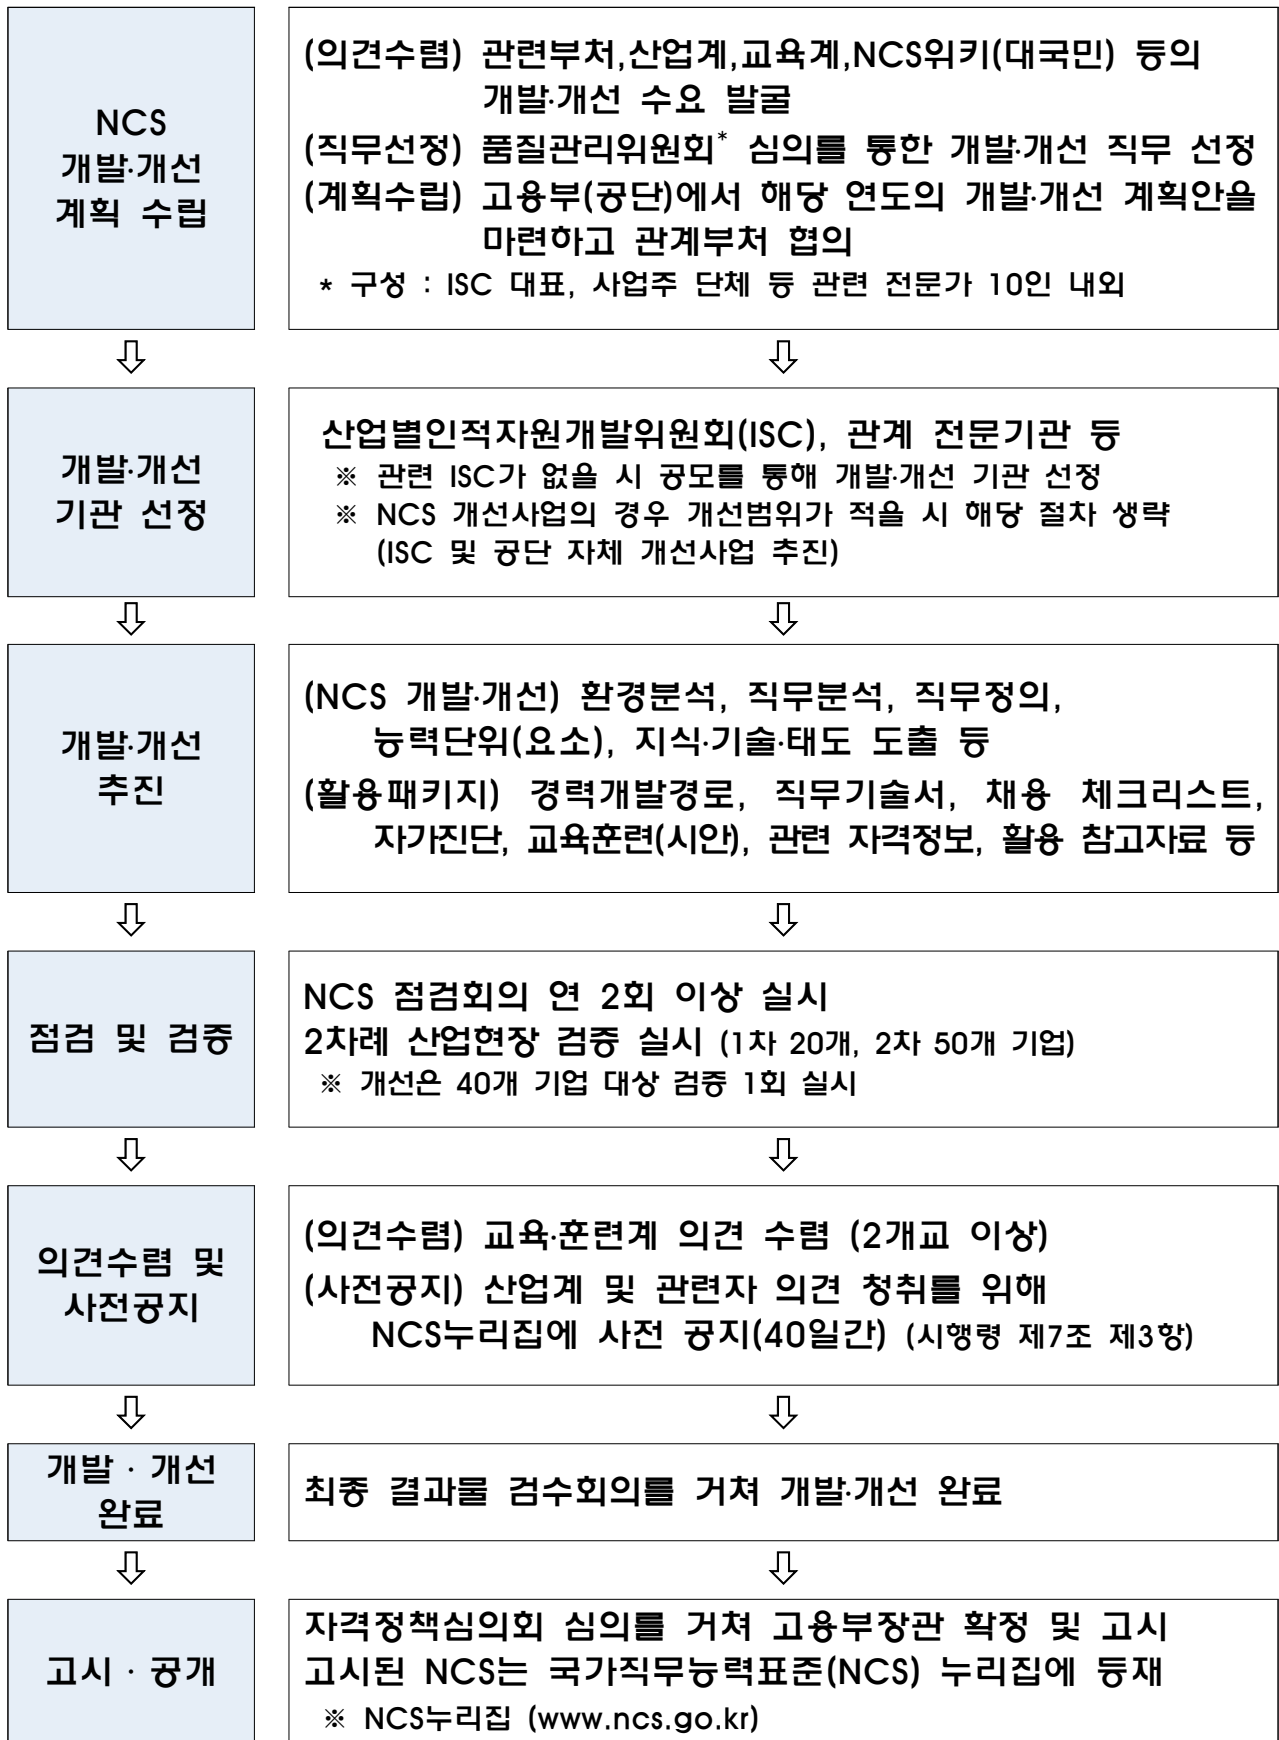 NCS
개발·개선
계획 수립
(의견수렴) 관련부처,산업계,교육계,NCS위키(대국민) 등의
개발·개선 수요 발굴
(직무선정) 품질관리위원회* 심의를 통한 개발·개선 직무 선정
(계획수립) 고용부(공단)에서 해당 연도의 개발·개선 계획안을
마련하고 관계부처 협의
* 구성 : ISC 대표, 사업주 단체 등 관련 전문가 10인 내외
개발·개선
기관 선정
산업별인적자원개발위원회(ISC), 관계 전문기관 등
※ 관련 ISC가 없을 시 공모를 통해 개발·개선 기관 선정
※ NCS 개선사업의 경우 개선범위가 적을 시 해당 절차 생략
(ISC 및 공단 자체 개선사업 추진)
개발·개선
추진
(NCS 개발·개선) 환경분석, 직무분석, 직무정의,
능력단위(요소), 지식·기술·태도 도출 등
(활용패키지) 경력개발경로, 직무기술서, 채용 체크리스트,
자가진단, 교육훈련(시안), 관련 자격정보, 활용 참고자료 등
점검 및 검증
NCS 점검회의 연 2회 이상 실시
2차례 산업현장 검증 실시 (1차 20개, 2차 50개 기업)
※ 개선은 40개 기업 대상 검증 1회 실시
의견수렴 및
사전공지
(의견수렴) 교육·훈련계 의견 수렴 (2개교 이상)
(사전공지) 산업계 및 관련자 의견 청취를 위해
NCS누리집에 사전 공지(40일간) (시행령 제7조 제3항)
개발 · 개선
완료
최종 결과물 검수회의를 거쳐 개발·개선 완료
고시 · 공개
자격정책심의회 심의를 거쳐 고용부장관 확정 및 고시
고시된 NCS는 국가직무능력표준(NCS) 누리집에 등재
※ NCS누리집 (www.ncs.go.kr)